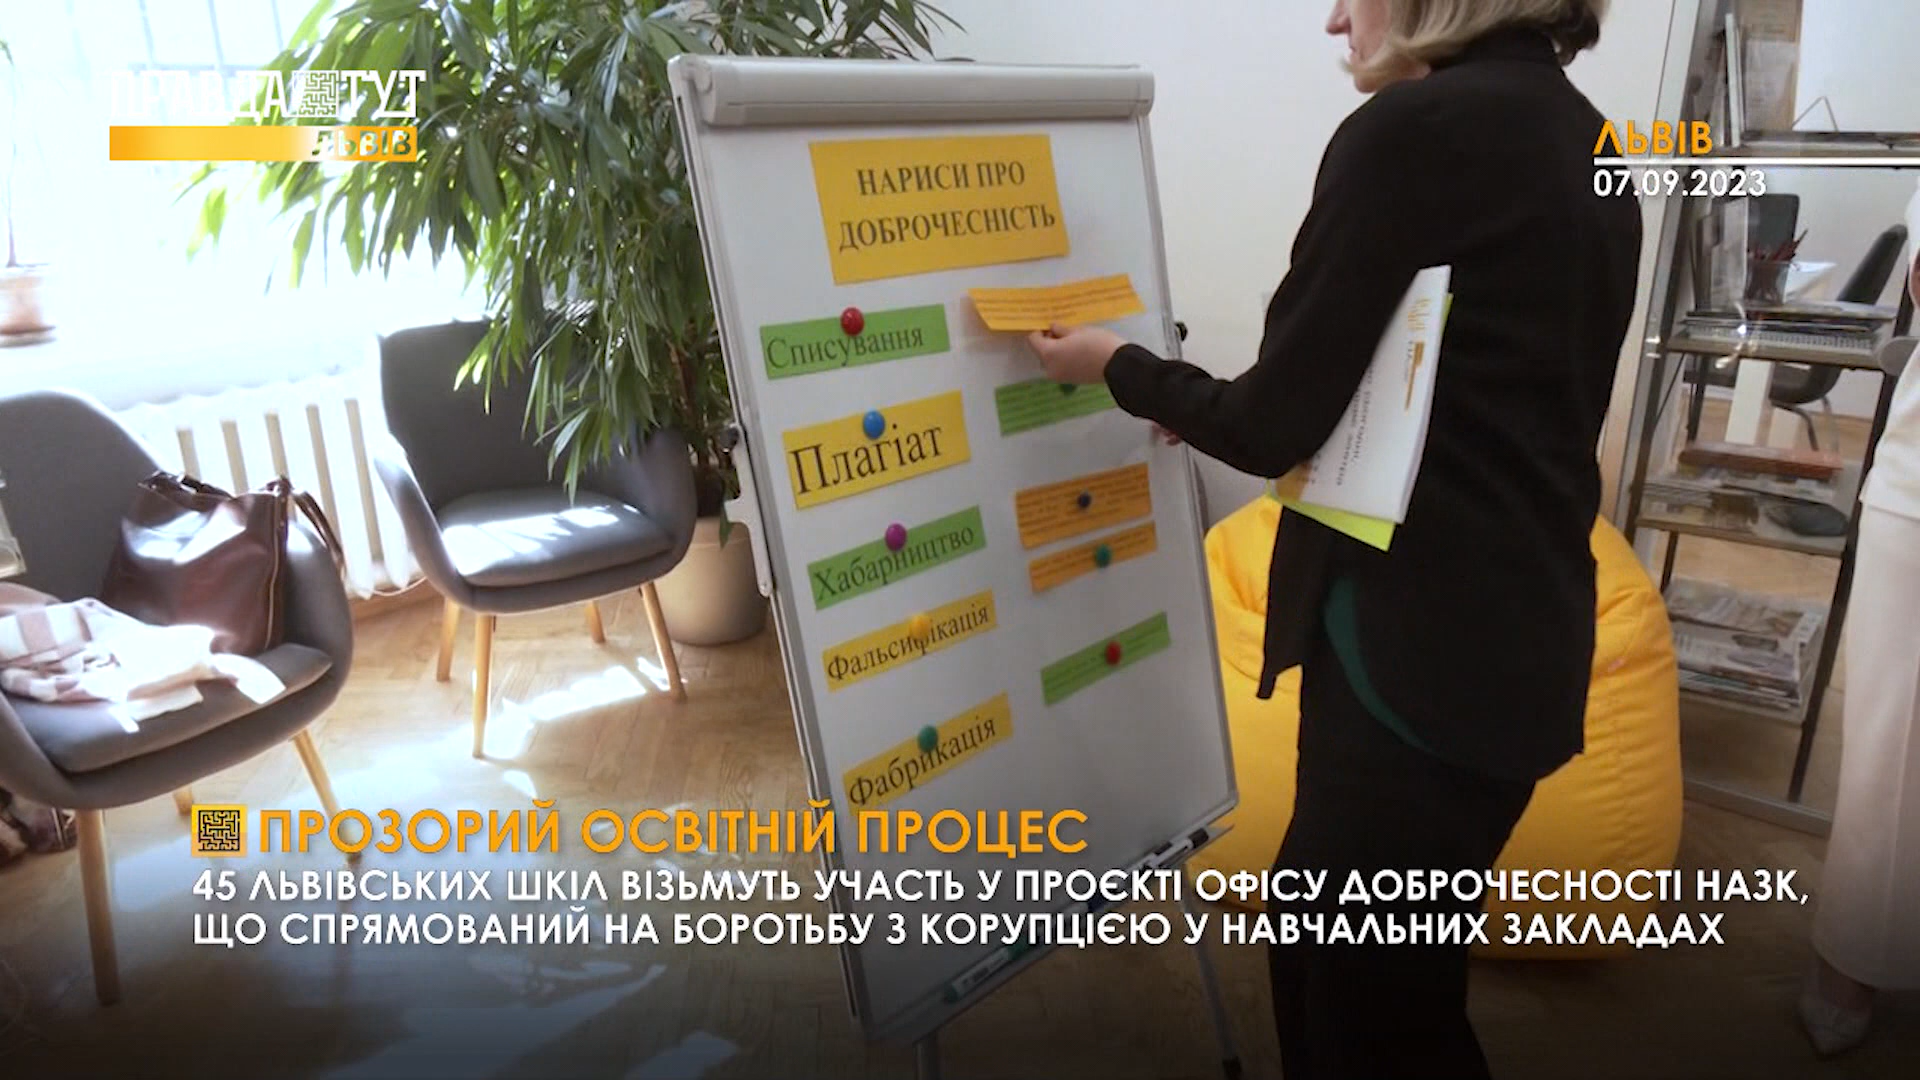 ПРАВДА ТУТ
ЛЬВІВ
ЛЬВІВ
07.09.2023
НАРИСИ ПРО
ДОБРОЧЕСНІСТЬ
Списування
Плагіат
Хабарництво
Фальсифікація
Фабрикація
ПРОЗОРИЙ ОСВІТНІЙ ПРОЦЕС
45 ЛЬВІВСЬКИХ ШКІЛ ВІЗЬМУТЬ УЧАСТЬ У ПРОЄКТІ ОФІСУ ДОБРОЧЕСНОСТІ НАЗК,
ЩО СПРЯМОВАНИЙ НА БОРОТЬБУ З КОРУПЦІЄЮ У НАВЧАЛЬНИХ ЗАКЛАДАХ